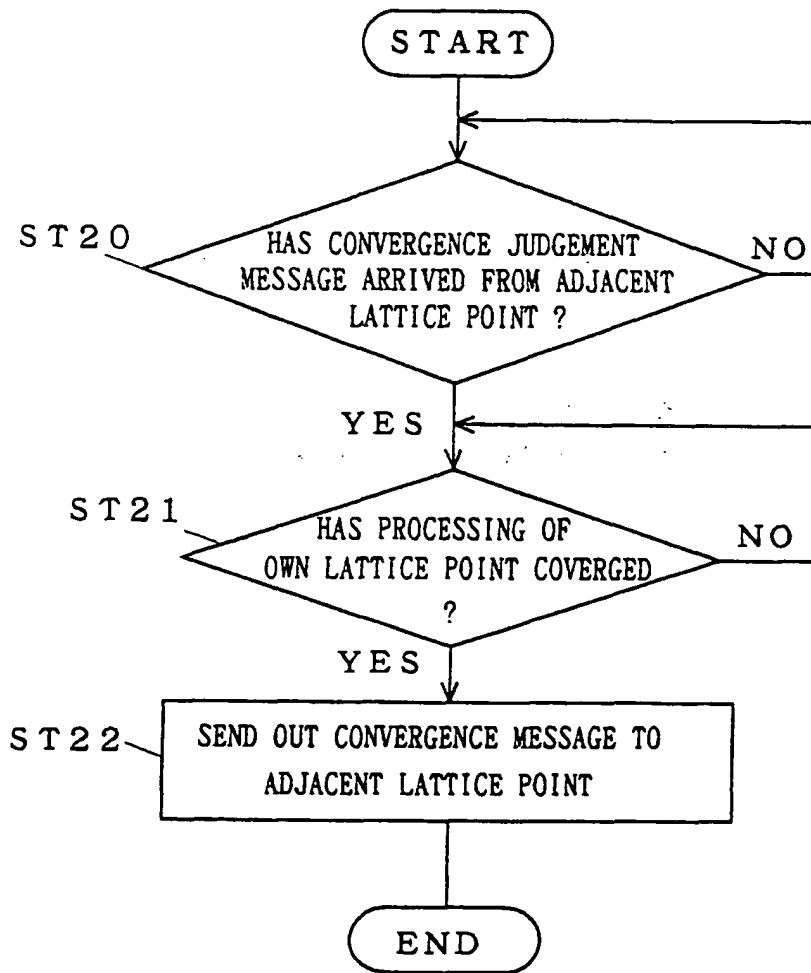 START
ST20
HAS CONVERGENCE JUDGEMENT
MESSAGE ARRIVED FROM ADJACENT
LATTICE POINT ?
NO
YES
ST21
HAS PROCESSING OF
OWN LATTICE POINT COVERGED
?
NO
YES
ST22
SEND OUT CONVERGENCE MESSAGE TO
ADJACENT LATTICE POINT
END